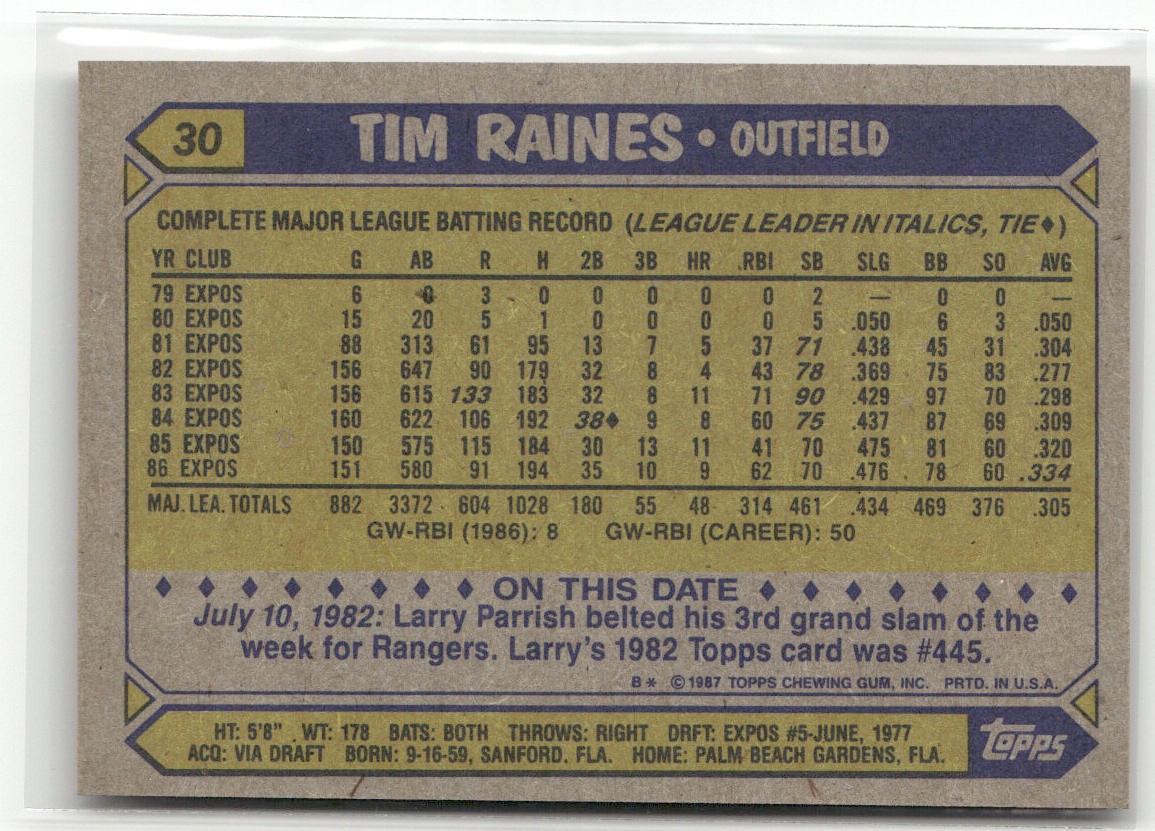 30 TIM RAINES • OUTFIELD
COMPLETE MAJOR LEAGUE BATTING RECORD (LEAGUE LEADER IN ITALICS, TIE♦)
YR CLUB G AB R H 2B 3B HR .RBI SB SLG BB SO AVG
79 EXPOS 6 0 3 0 0 0 0 0 2 — 0 0 —
80 EXPOS 15 20 5 1 0 0 0 0 5 .050 6 3 .050
81 EXPOS 88 313 61 95 13 7 5 37 71 .438 45 31 .304
82 EXPOS 156 647 90 179 32 8 4 43 78 .369 75 83 .277
83 EXPOS 156 615 133 183 32 8 11 71 90 .429 97 70 .298
84 EXPOS 160 622 106 192 38♦ 9 8 60 75 .437 87 69 .309
85 EXPOS 150 575 115 184 30 13 11 41 70 475 81 60 .320
86 EXPOS 151 580 91 194 35 10 9 62 70 .476 78 60 .334
MAJ. LEA. TOTALS 882 3372 604 1028 180 55 48 314 461 .434 469 376 .305
GW-RBI (1986): 8 GW-RBI (CAREER): 50
♦ ♦ ♦ ♦ ♦ ♦ ♦ ♦ ON THIS DATE ♦ ♦ ♦ ♦ ♦ ♦ ♦ ♦
July 10, 1982: Larry Parrish belted his 3rd grand slam of the
week for Rangers. Larry's 1982 Topps card was #445.
B* ©1987 TOPPS CHEWING GUM, INC. PRTD. IN U.S.A.
HT: 5'8" WT: 178 BATS: BOTH THROWS: RIGHT DRFT: EXPOS #5-JUNE, 1977
ACQ: VIA DRAFT BORN: 9-16-59, SANFORD. FLA. HOME: PALM BEACH GARDENS, FLA.
topps